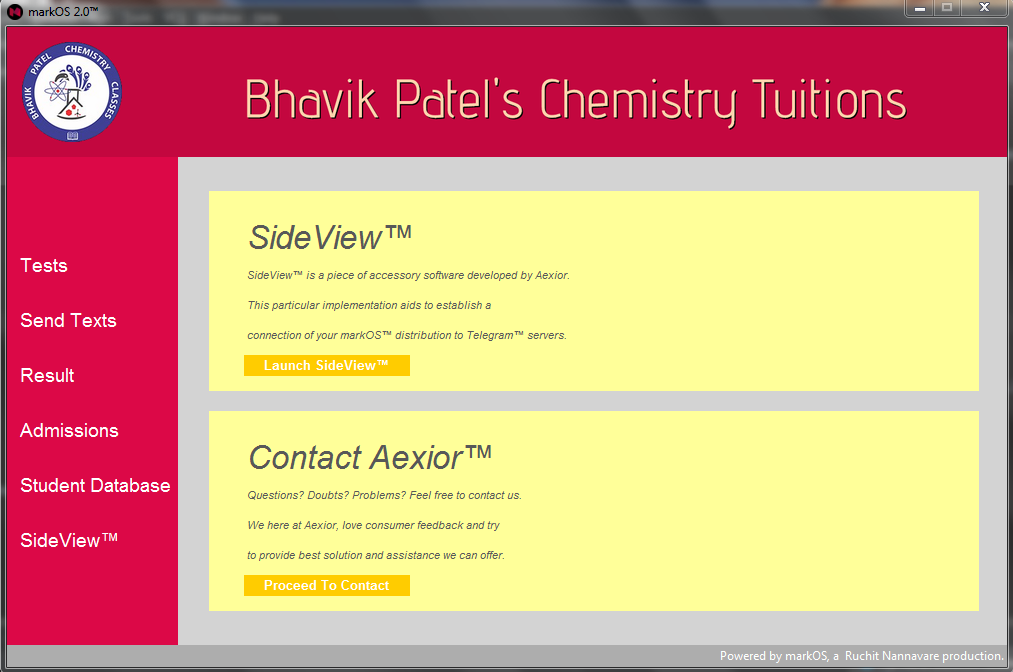 markOS 2.0™
BHAVIK PATEL CHEMISTRY CLASSES
Bhavik Patel's Chemistry Tuitions
Tests
Send Texts
Result
Admissions
Student Database
SideView™
SideView™
SideView™ is a piece of accessory software developed by Aexior.
This particular implementation aids to establish a
connection of your markOS™ distribution to Telegram™ servers.
Launch SideView™
Contact Aexior™
Questions? Doubts? Problems? Feel free to contact us.
We here at Aexior, love consumer feedback and try
to provide best solution and assistance we can offer.
Proceed To Contact
Powered by markOS, a Ruchit Nannavare production.